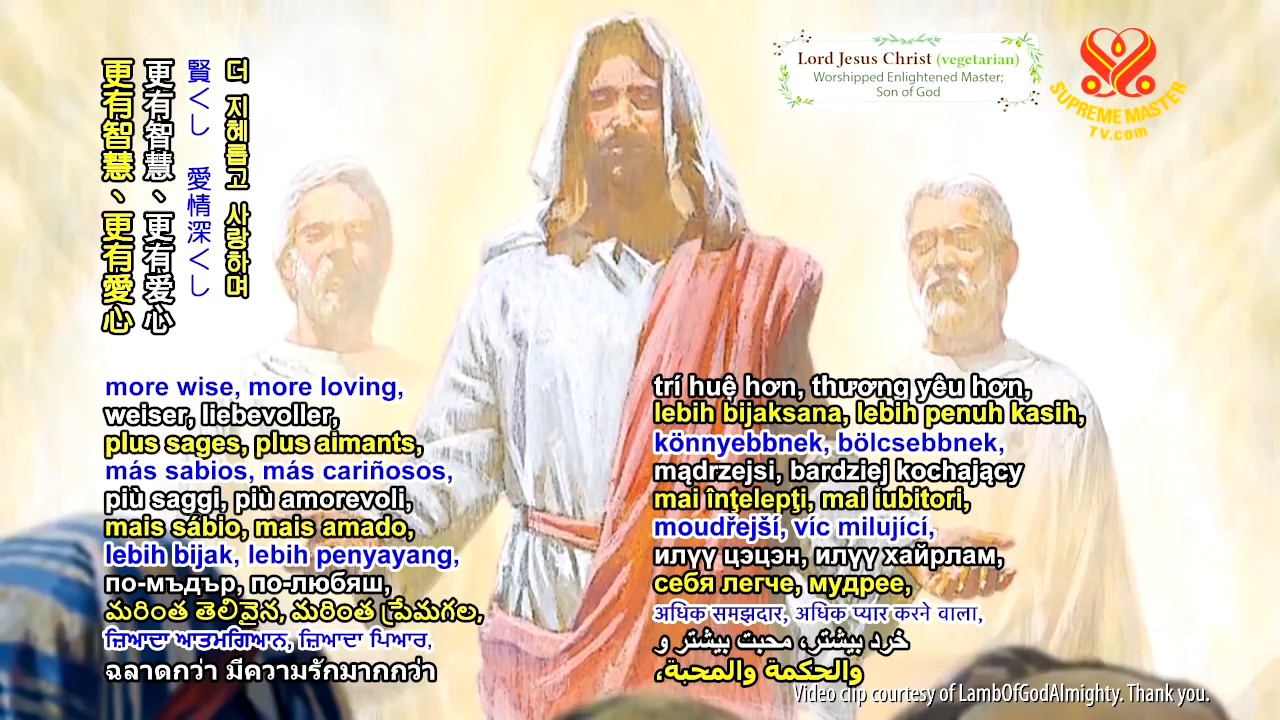 Lord Jesus Christ (vegetarian)
Worshipped Enlightened Master;
Son of God
SUPREME MASTER
TV.com
더 지혜롭고 사랑하며
賢くし 愛情深くし
更有智慧、更有爱心
更有智慧、更有愛心
more wise, more loving,
weiser, liebevoller,
plus sages, plus aimants,
más sabios, más cariñosos,
più saggi, più amorevoli,
mais sábio, mais amado,
lebih bijak, lebih penyayang,
по-мъдър, по-любящ,
మరింత తెలివైన, మరింత ప్రేమగల,
ਜ਼ਿਆਦਾ ਆਤਮਗਿਆਨ, ਜ਼ਿਆਦਾ ਪਿਆਰ,
ฉลาดกว่า มีความรักมากกว่า
trí huệ hơn, thương yêu hơn,
lebih bijaksana, lebih penuh kasih,
könnyebbnek, bölcsebbnek,
mądrzejsi, bardziej kochający
mai înţelepţi, mai iubitori,
moudřejší, víc milující,
илүү цэцэн, илүү хайрлам,
себя легче, мудрее,
अधिक समझदार, अधिक प्यार करने वाला,
خرد بیشتر، محبت بیشتر و
والحكمة والمحبة،
Video clip courtesy of LambOfGodAlmighty. Thank you.